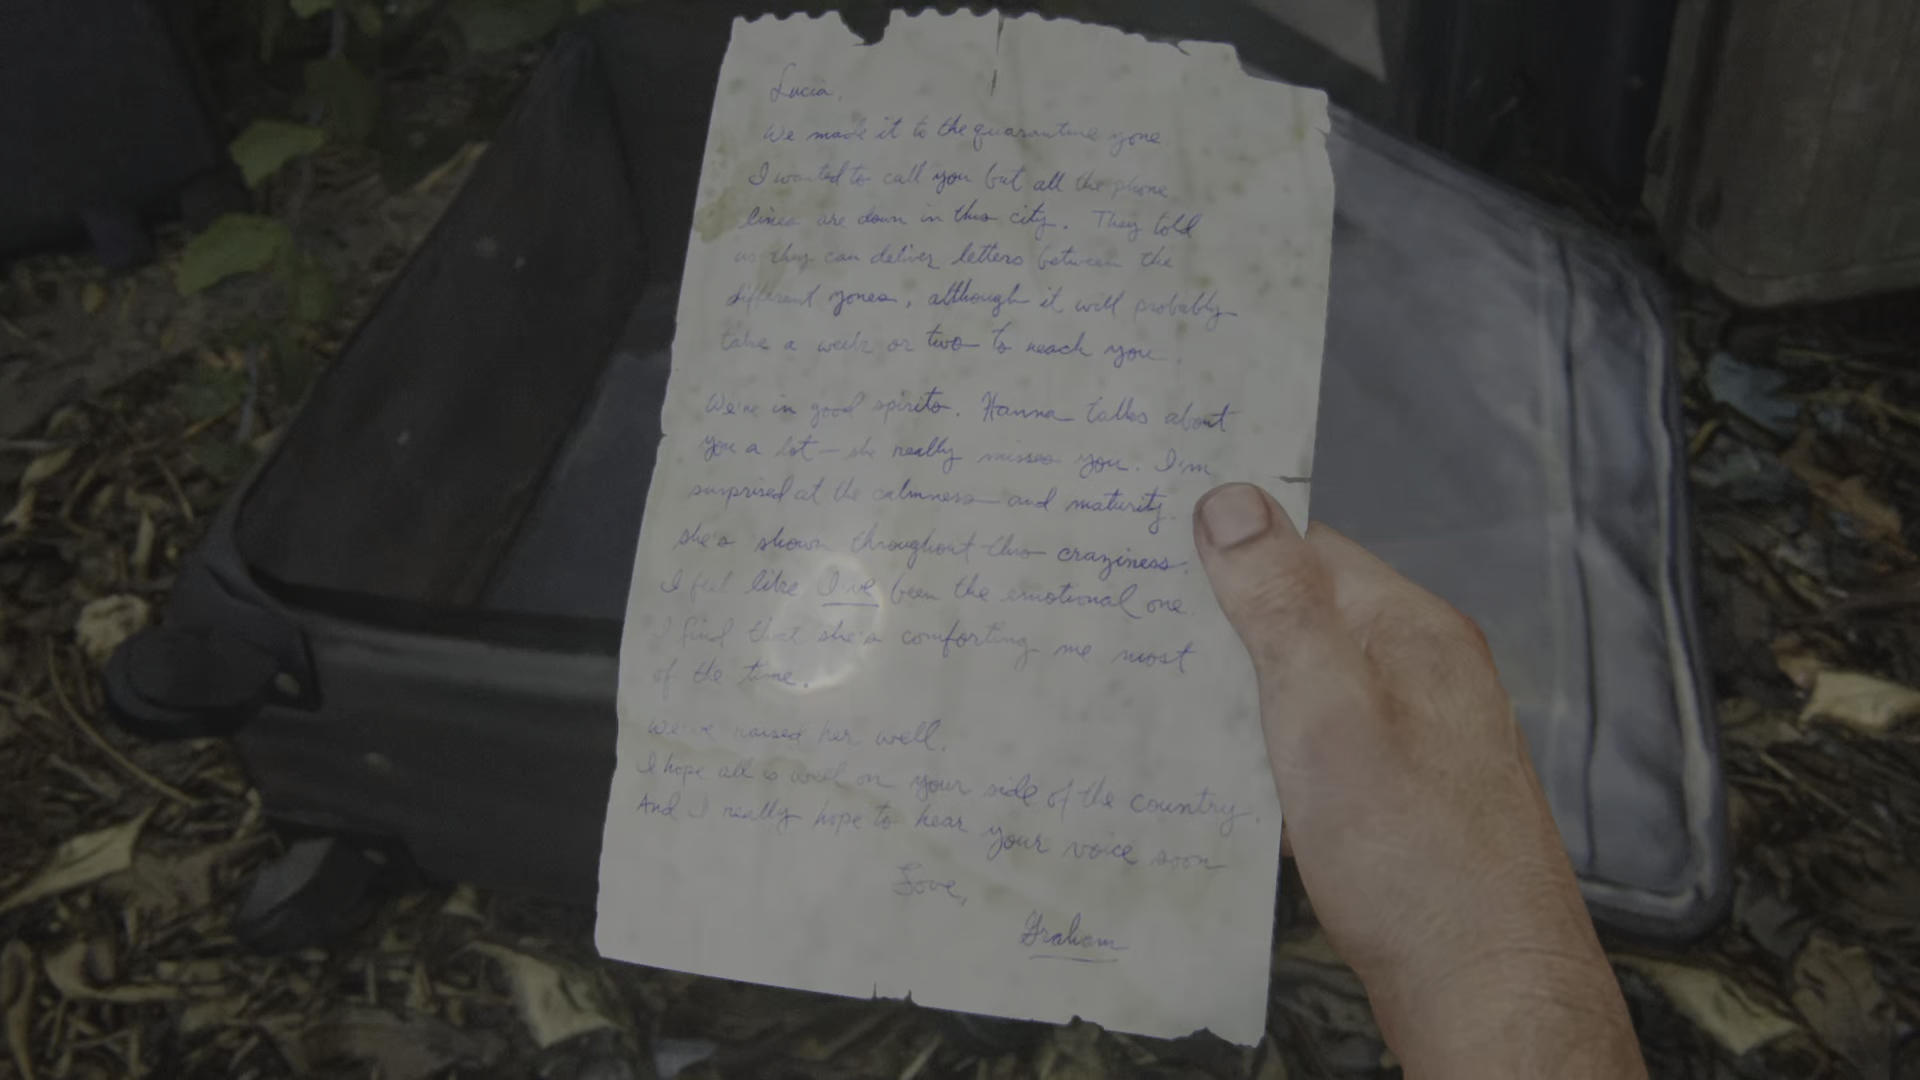 Lucia,
We made it to the quarantine zone
I wanted to call you but all the phone
lines are down in this city. They told
us they can deliver letters between the
different zones, although it will probably
take a week or two to reach you.
We're in good spirits. Hanna talks about
you a lot - she really misses you. I'm
surprised at the calmness and maturity
she's shown throughout this craziness.
I feel like I've been the emotional one.
I find that she's comforting me most
of the time.
We've raised her well.
I hope all is well on your side of the country.
And I really hope to hear your voice soon
Love,
Graham